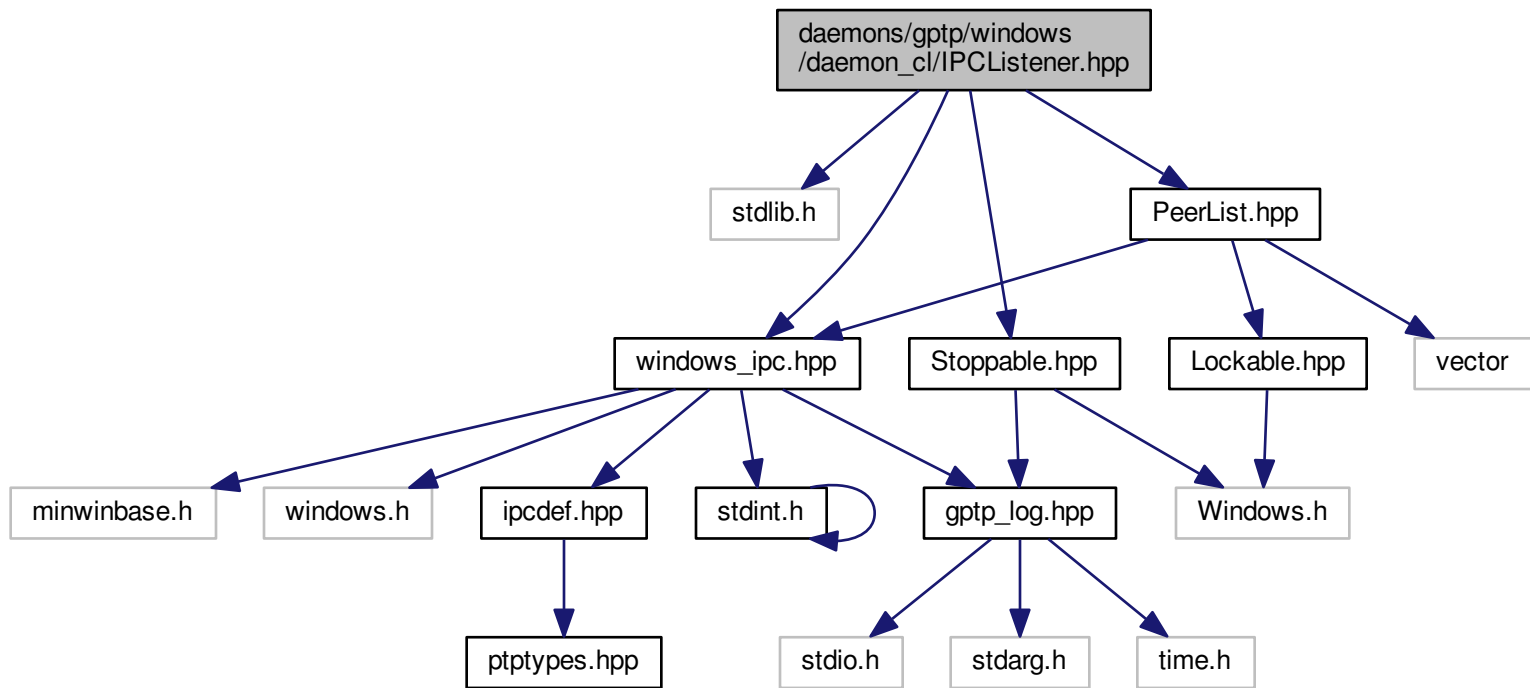 daemons/gptp/windows
/daemon_cl/IPCListener.hpp
stdlib.h
PeerList.hpp
windows_ipc.hpp
Stoppable.hpp
Lockable.hpp
vector
minwinbase.h
windows.h
ipcdef.hpp
stdint.h
gptp_log.hpp
Windows.h
ptptypes.hpp
stdio.h
stdarg.h
time.h